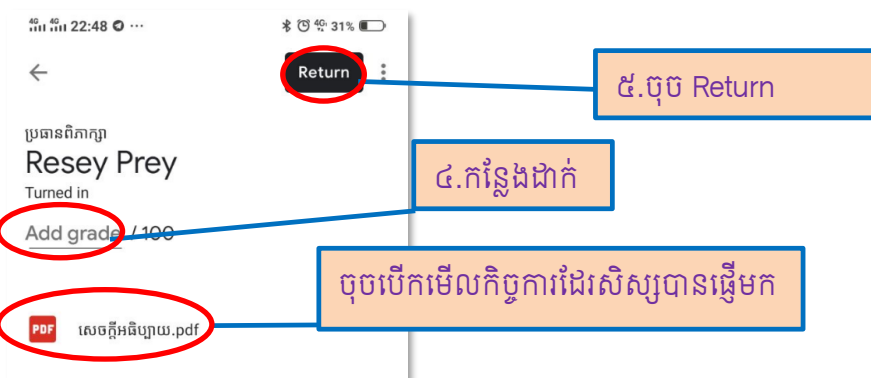 4G 4G 22:48 ··· 4G 31%
Return
៥.ចុច Return
ប្រធានពិភាក្សា
Resey Prey
Turned in
៤.កន្លែងដាក់
Add grade / 100
ចុចបើកមើលកិច្ចការដែរសិស្សបានផ្ញើមក
PDF សេចក្តីអធិប្បាយ.pdf